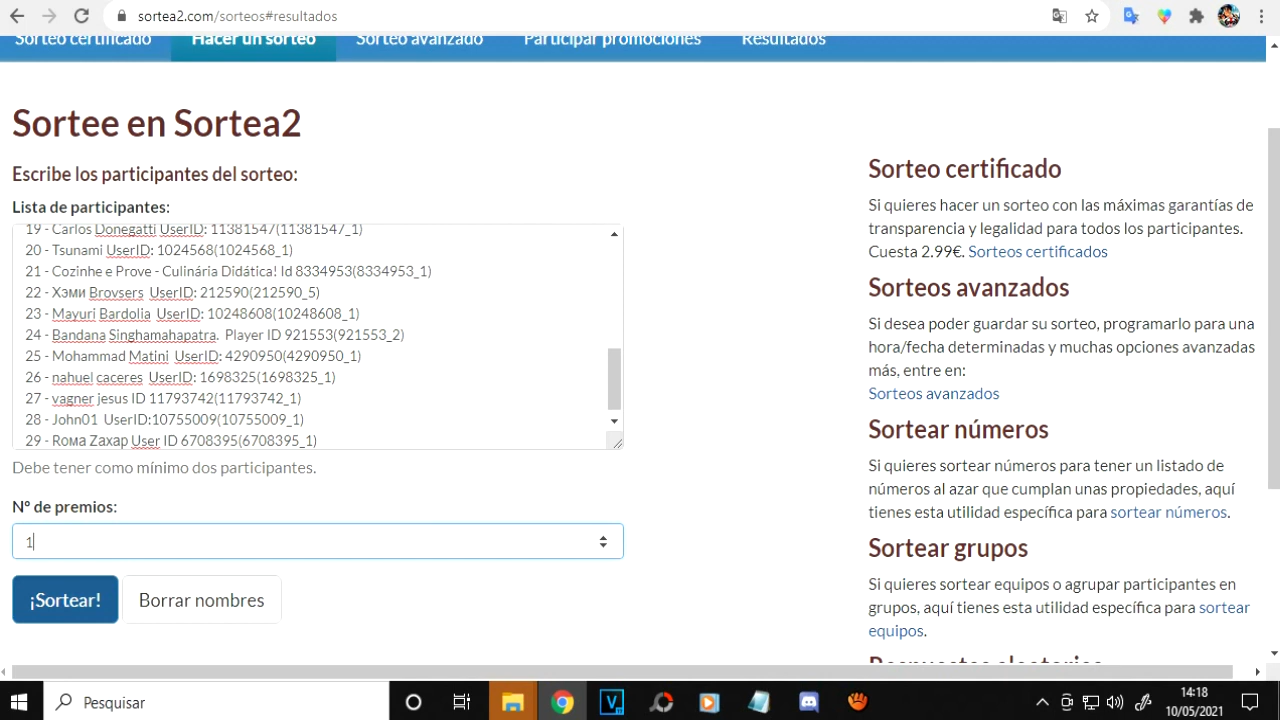 sortea2.com/sorteos#resultados
Sorteo certificado
Hacer un sorteo
Sorteo avanzado
Participar promociones
Resultados
Sortee en Sortea2
Escribe los participantes del sorteo:
Lista de participantes:
19 - Carlos Donegatti UserID: 11381547(11381547_1)
20 - Tsunami UserID: 1024568(1024568_1)
21 - Cozinhe e Prove - Culinária Didática! Id 8334953(8334953_1)
22 - Хэми Brovsers UserID: 212590(212590_5)
23 - Mayuri Bardolia UserID: 10248608(10248608_1)
24 - Bandana Singhamahapatra. Player ID 921553(921553_2)
25 - Mohammad Matini UserID: 4290950(4290950_1)
26 - nahuel caceres UserID: 1698325(1698325_1)
27 - vagner jesus ID 11793742(11793742_1)
28 - John01 UserID:10755009(10755009_1)
29 - Roма Zахар User ID 6708395(6708395_1)
Debe tener como mínimo dos participantes.
Nº de premios:
1
¡Sortear!
Borrar nombres
Sorteo certificado
Si quieres hacer un sorteo con las máximas garantías de
transparencia y legalidad para todos los participantes.
Cuesta 2.99€. Sorteos certificados
Sorteos avanzados
Si desea poder guardar su sorteo, programarlo para una
hora/fecha determinadas y muchas opciones avanzadas
más, entre en:
Sorteos avanzados
Sortear números
Si quieres sortear números para tener un listado de
números al azar que cumplan unas propiedades, aquí
tienes esta utilidad específica para sortear números.
Sortear grupos
Si quieres sortear equipos o agrupar participantes en
grupos, aquí tienes esta utilidad específica para sortear
equipos.
Pesquisar
14:18
10/05/2021